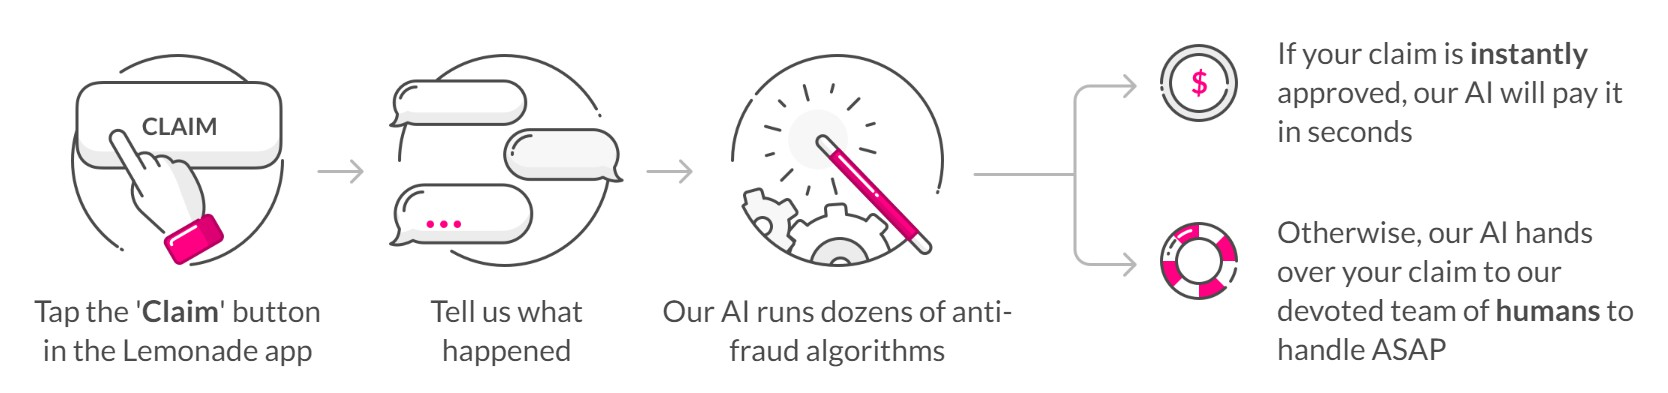 CLAIM
Tap the 'Claim' button
in the Lemonade app
Tell us what
happened
Our AI runs dozens of anti-
fraud algorithms
$
If your claim is instantly
approved, our AI will pay it
in seconds
Otherwise, our AI hands
over your claim to our
devoted team of humans to
handle ASAP